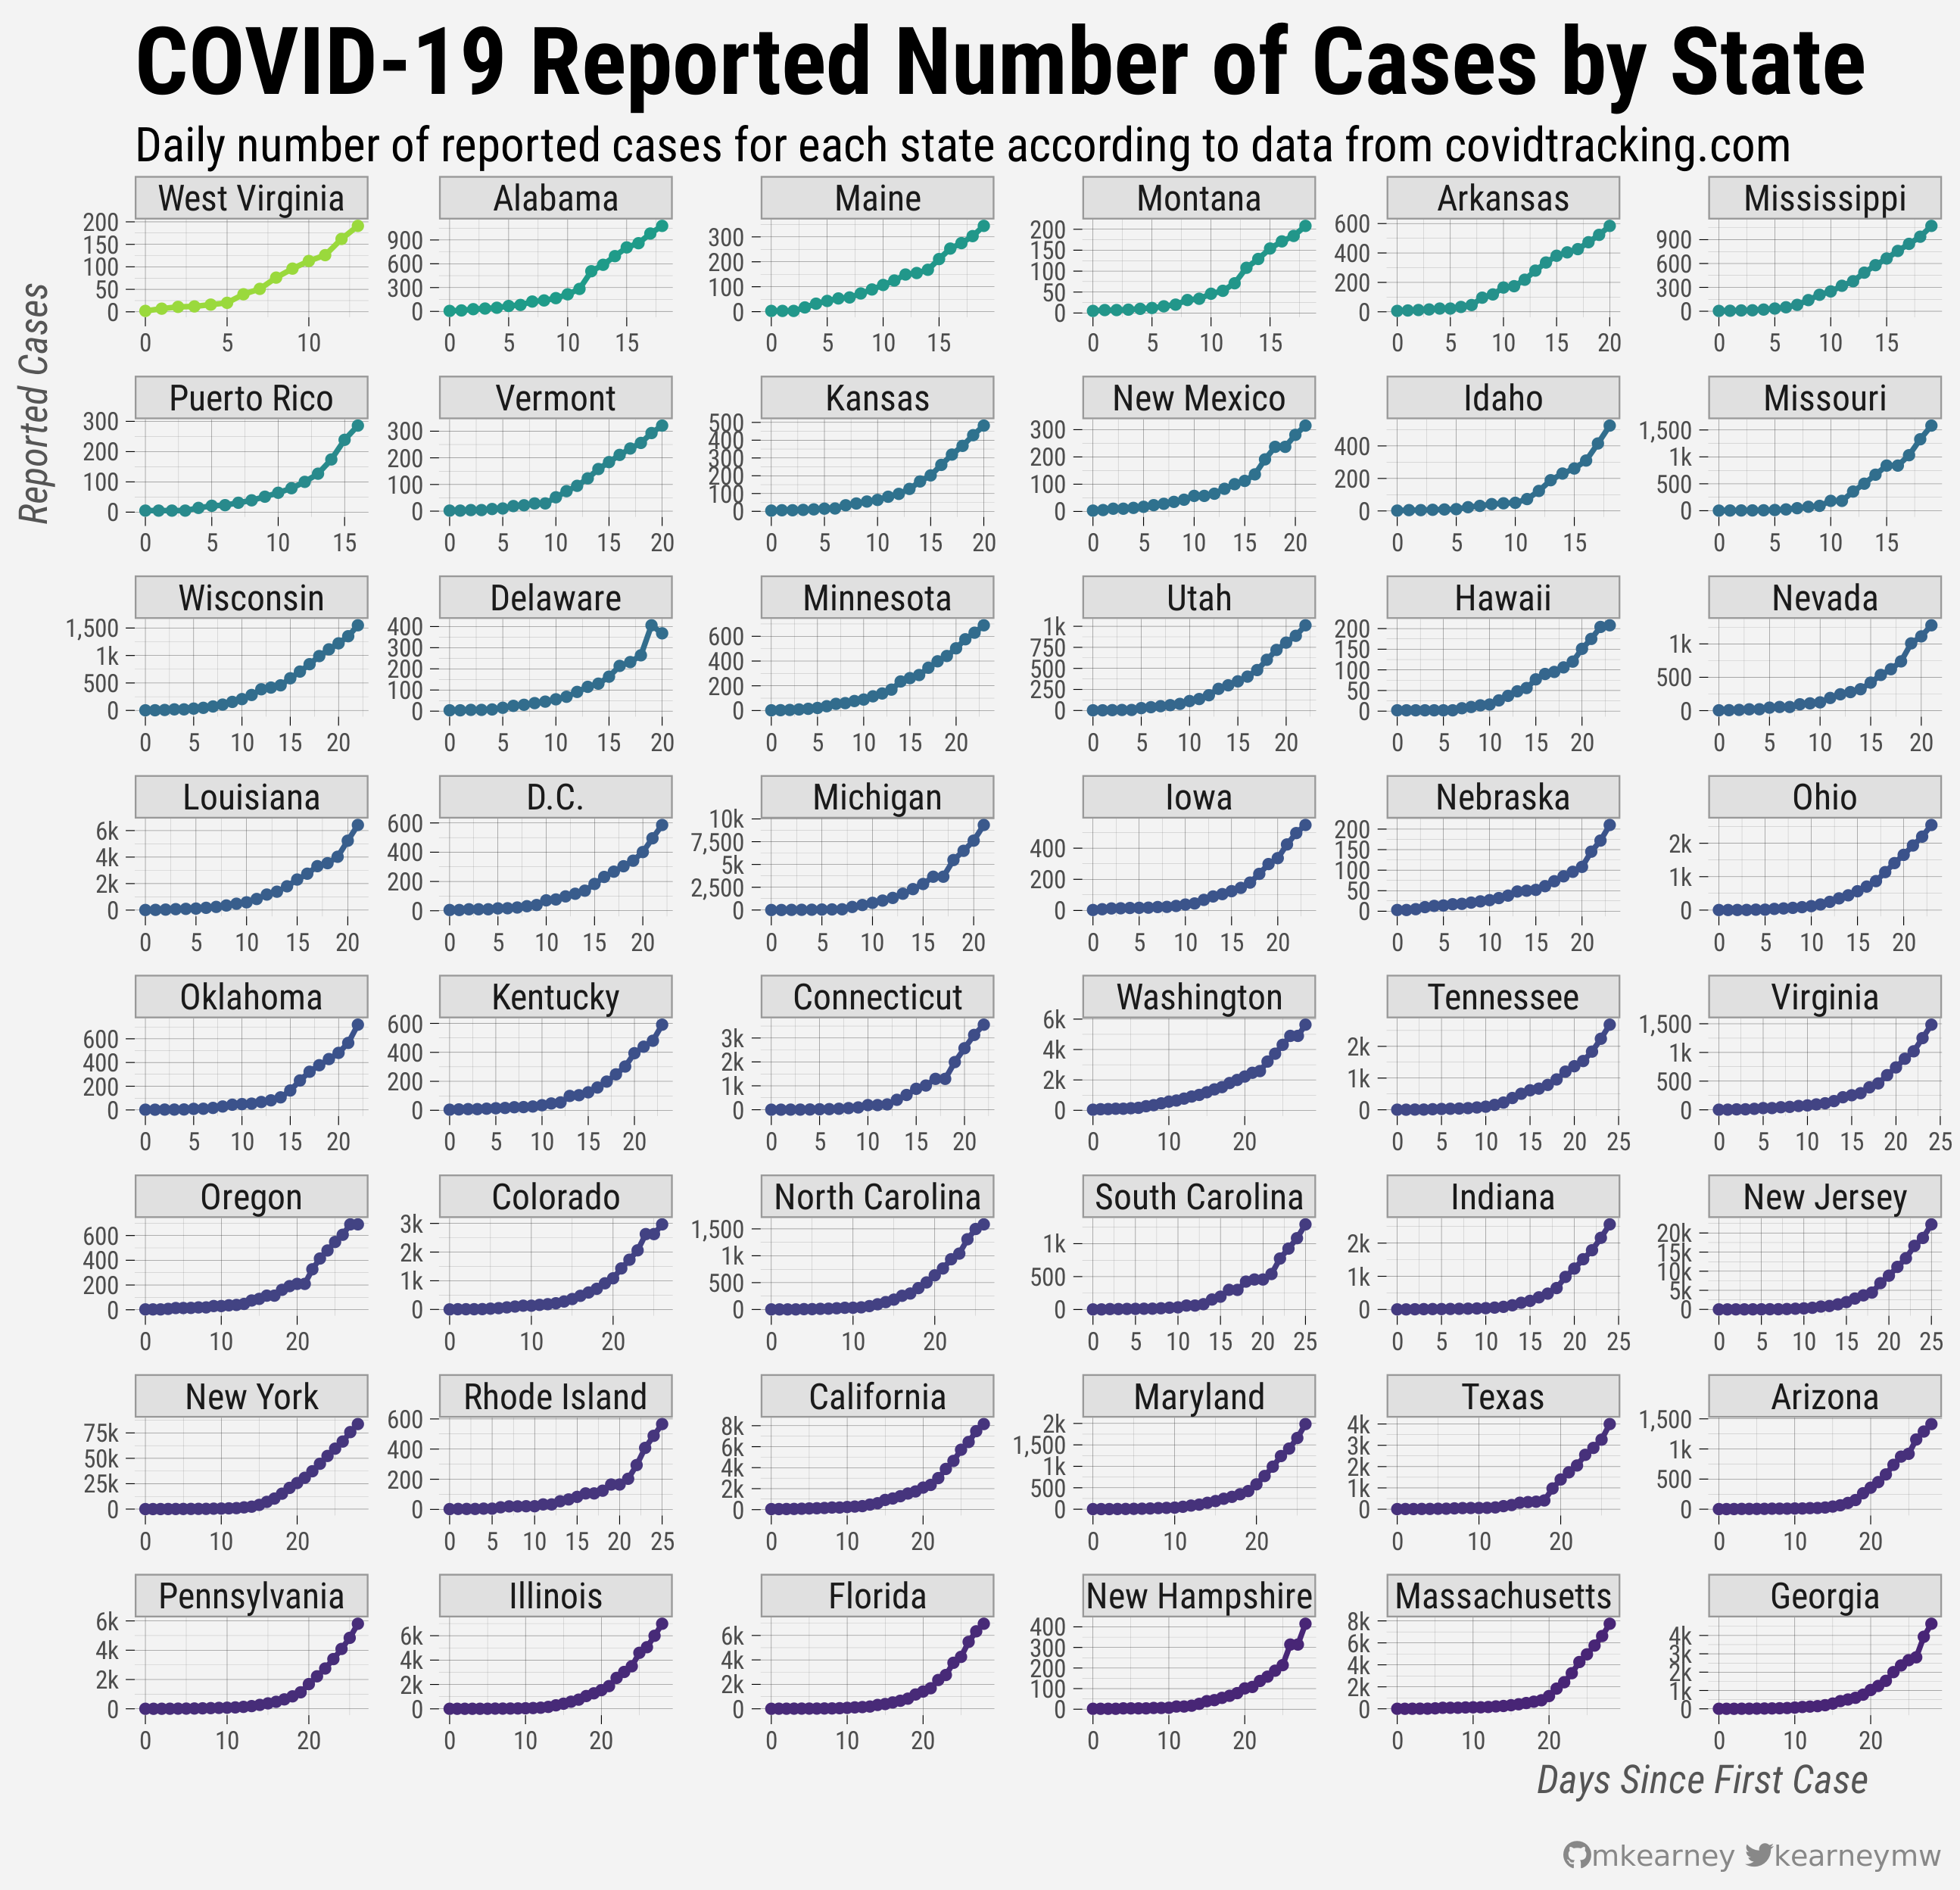 COVID-19 Reported Number of Cases by State
Daily number of reported cases for each state according to data from covidtracking.com
Reported Cases
West Virginia
200
150
100
50
0
0 5 10
Alabama
900
600
300
0
0 5 10 15
Maine
300
200
100
0
0 5 10 15
Montana
200
150
100
50
0
0 5 10 15
Arkansas
600
400
200
0
0 5 10 15 20
Mississippi
900
600
300
0
0 5 10 15
Puerto Rico
300
200
100
0
0 5 10 15
Vermont
300
200
100
0
0 5 10 15 20
Kansas
500
400
300
200
100
0
0 5 10 15 20
New Mexico
300
200
100
0
0 5 10 15 20
Idaho
400
200
0
0 5 10 15
Missouri
1,500
1k
500
0
0 5 10 15
Wisconsin
1,500
1k
500
0
0 5 10 15 20
Delaware
400
300
200
100
0
0 5 10 15 20
Minnesota
600
400
200
0
0 5 10 15 20
Utah
1k
750
500
250
0
0 5 10 15 20
Hawaii
200
150
100
50
0
0 5 10 15 20
Nevada
1k
500
0
0 5 10 15 20
Louisiana
6k
4k
2k
0
0 5 10 15 20
D.C.
600
400
200
0
0 5 10 15 20
Michigan
10k
7,500
5k
2,500
0
0 5 10 15 20
Iowa
400
200
0
0 5 10 15 20
Nebraska
200
150
100
50
0
0 5 10 15 20
Ohio
2k
1k
0
0 5 10 15 20
Oklahoma
600
400
200
0
0 5 10 15 20
Kentucky
600
400
200
0
0 5 10 15 20
Connecticut
3k
2k
1k
0
0 5 10 15 20
Washington
6k
4k
2k
0
0 10 20
Tennessee
2k
1k
0
0 5 10 15 20 25
Virginia
1,500
1k
500
0
0 5 10 15 20 25
Oregon
600
400
200
0
0 10 20
Colorado
3k
2k
1k
0
0 10 20
North Carolina
1,500
1k
500
0
0 10 20
South Carolina
1k
500
0
0 5 10 15 20 25
Indiana
2k
1k
0
0 5 10 15 20 25
New Jersey
20k
15k
10k
5k
0
0 5 10 15 20 25
New York
75k
50k
25k
0
0 10 20
Rhode Island
600
400
200
0
0 5 10 15 20 25
California
8k
6k
4k
2k
0
0 10 20
Maryland
2k
1,500
1k
500
0
0 10 20
Texas
4k
3k
2k
1k
0
0 10 20
Arizona
1,500
1k
500
0
0 10 20
Pennsylvania
6k
4k
2k
0
0 10 20
Illinois
6k
4k
2k
0
0 10 20
Florida
6k
4k
2k
0
0 10 20
New Hampshire
400
300
200
100
0
0 10 20
Massachusetts
8k
6k
4k
2k
0
0 10 20
Georgia
4k
3k
2k
1k
0
0 10 20
Days Since First Case
mkearney kearneymw